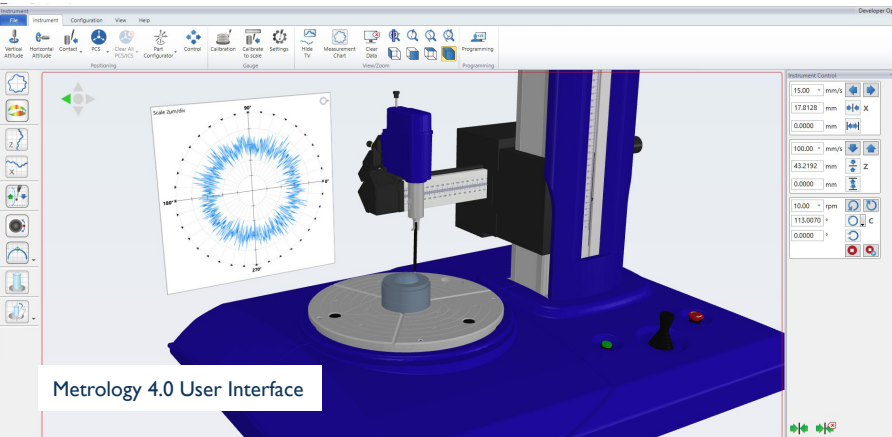 Instrument
Developer Op
File Instrument Configuration View Help
Vertical Attitude
Horizontal Attitude
Contact
PCS
Clear All PCS/ICS
Part Configurator
Control
Calibration
Calibrate to scale
Settings
Hide TV
Measurement Chart
Clear Data
Programming
Positioning Gauge View/Zoom Programming
Instrument Control
Scale 2µm/div
90°
0°
180°
270°
15.00 mm/s
17.8128 mm X
0.0000 mm
100.00 mm/s
43.2192 mm Z
0.0000 mm
10.00 rpm
113.0070 ° C
0.0000 °
Z
X
Metrology 4.0 User Interface